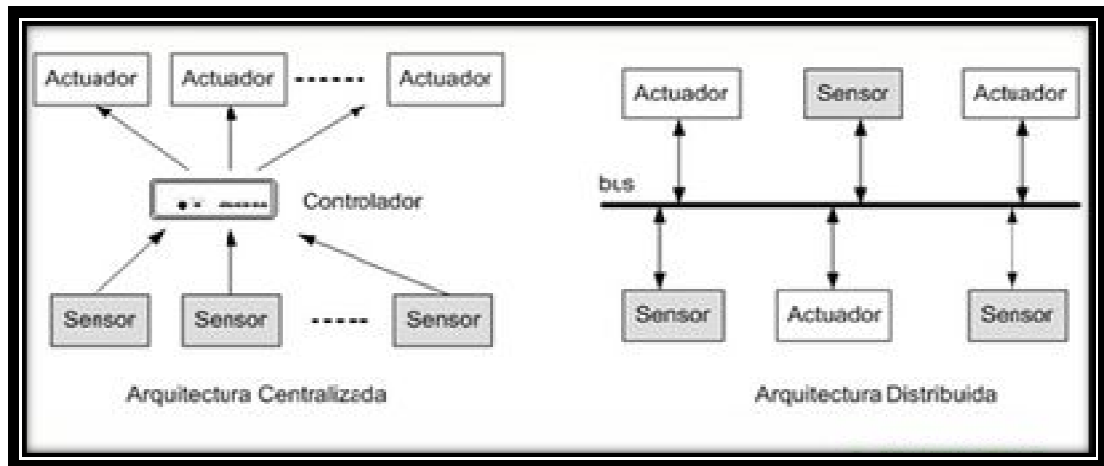 Actuador Actuador Actuador
Controlador
Sensor Sensor Sensor
Arquitectura Centralizada
Actuador Sensor Actuador
bus
Sensor Actuador Sensor
Arquitectura Distribuida